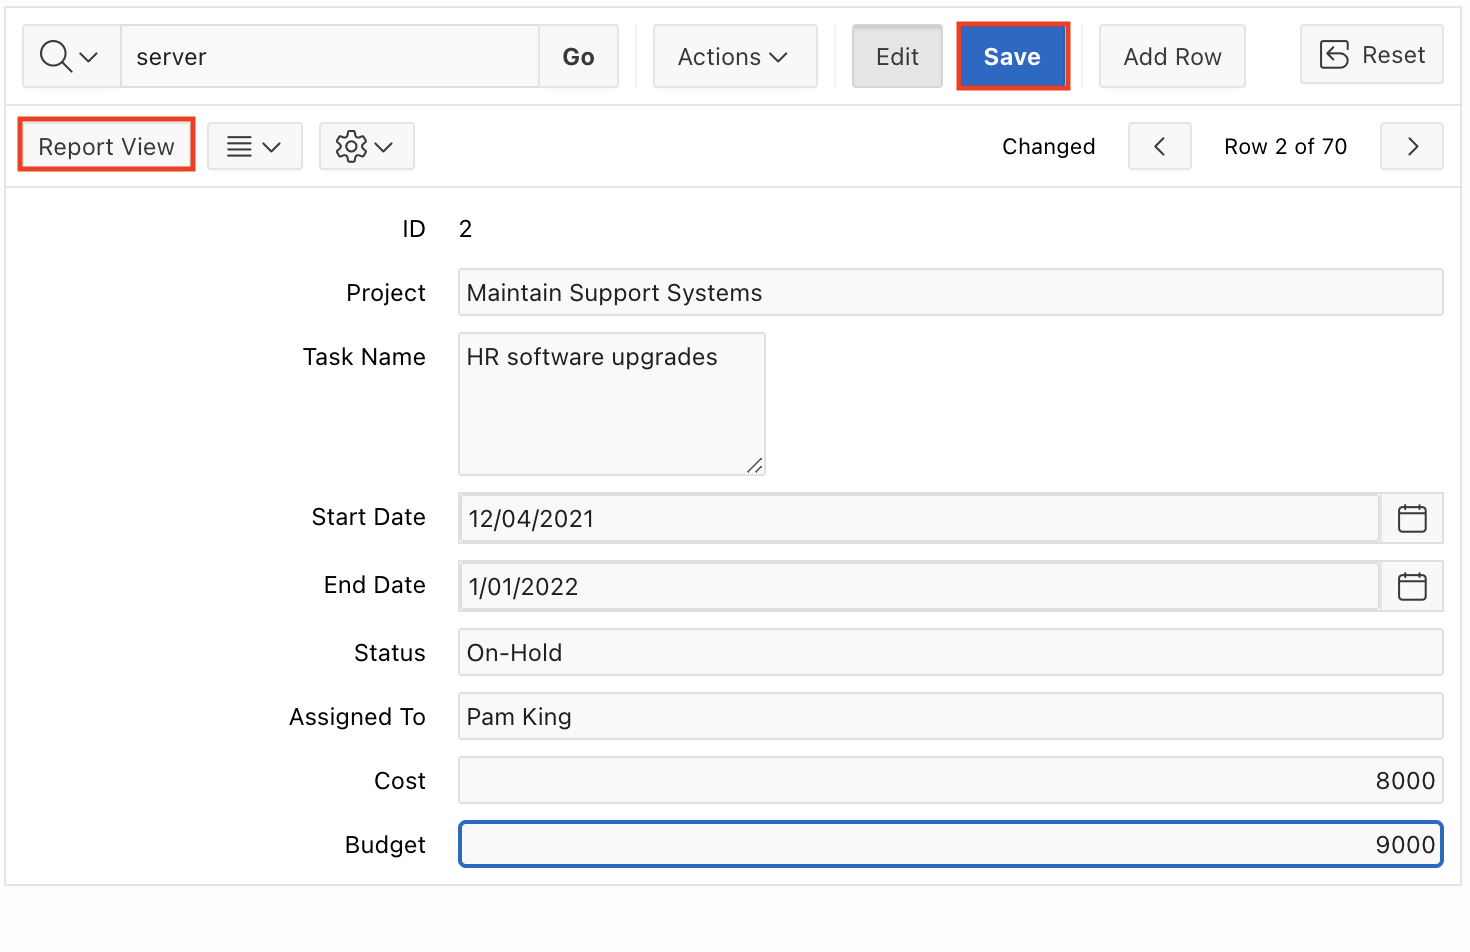 server Go Actions Edit Save Add Row Reset
Report View Changed Row 2 of 70
ID 2
Project Maintain Support Systems
Task Name HR software upgrades
Start Date 12/04/2021
End Date 1/01/2022
Status On-Hold
Assigned To Pam King
Cost 8000
Budget 9000